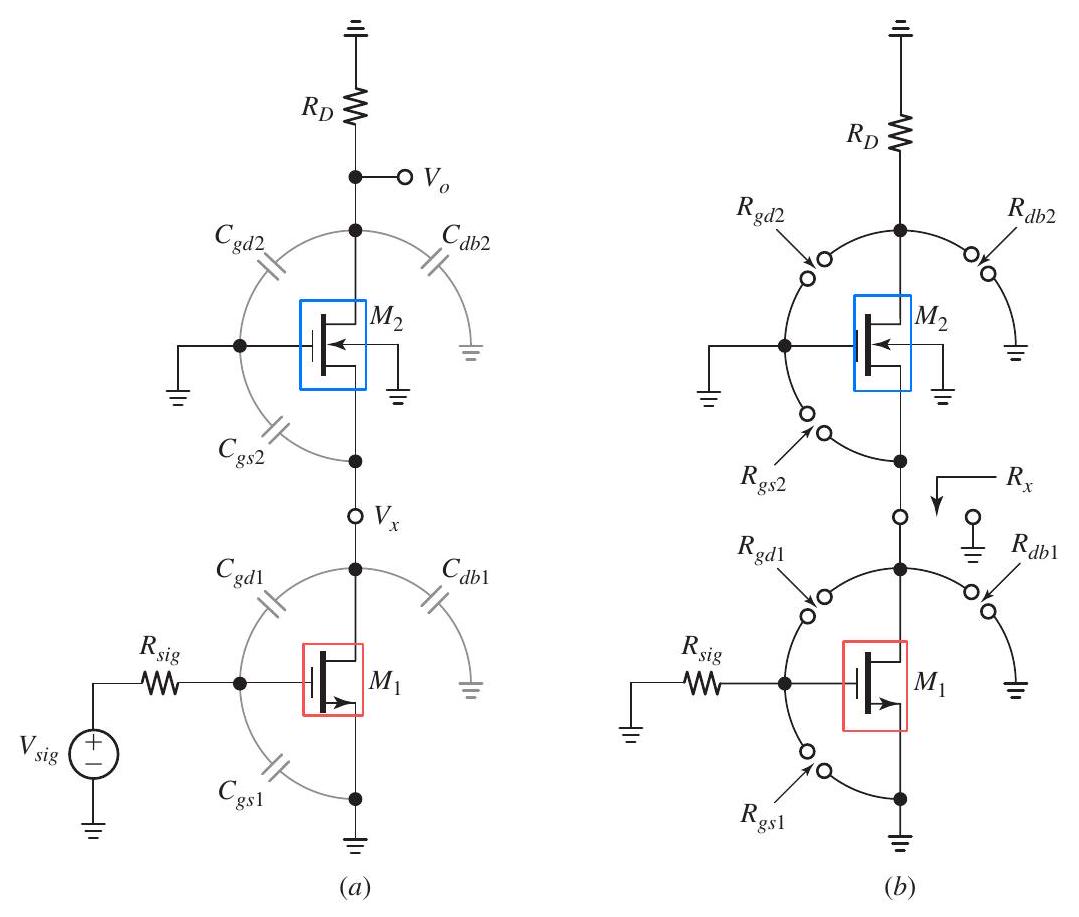 R_D
V_o
C_gd2
C_db2
M_2
C_gs2
V_x
C_gd1
C_db1
R_sig
M_1
V_sig
+
−
C_gs1
(a)
R_D
R_gd2
R_db2
M_2
R_gs2
R_x
R_gd1
R_db1
R_sig
M_1
R_gs1
(b)